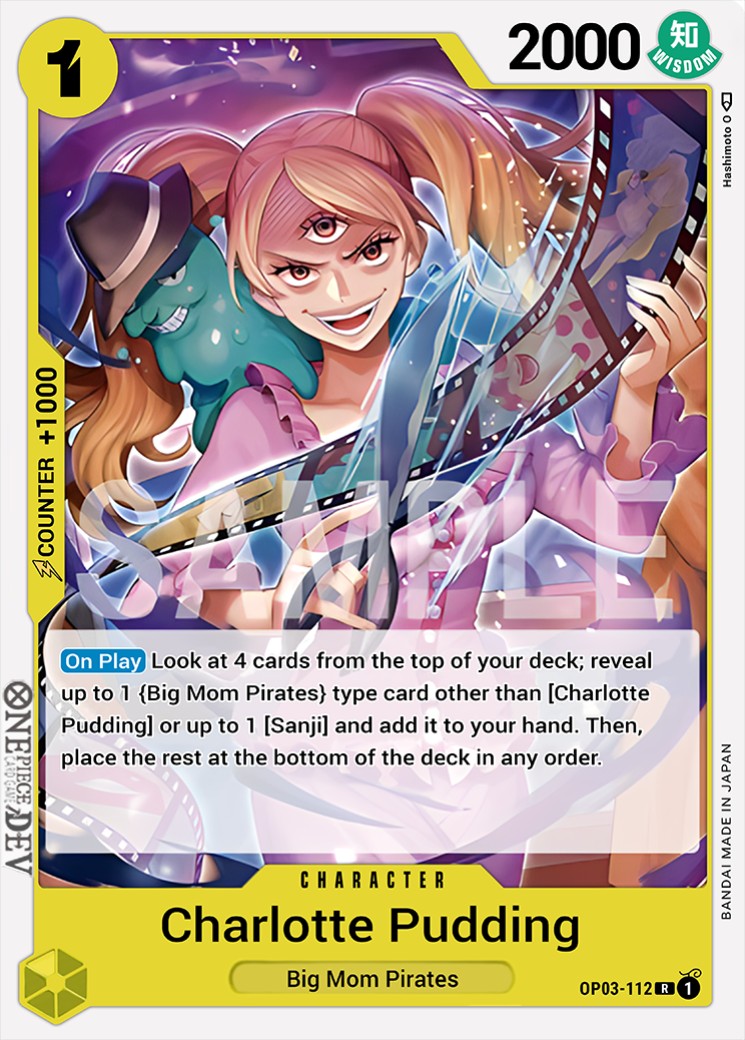 1
2000
知
WISDOM
Hashimoto Q
COUNTER +1000
SAMPLE
On Play Look at 4 cards from the top of your deck; reveal
up to 1 {Big Mom Pirates} type card other than [Charlotte
Pudding] or up to 1 [Sanji] and add it to your hand. Then,
place the rest at the bottom of the deck in any order.
ONE PIECE
CARD GAME
.DEV
BANDAI MADE IN JAPAN
CHARACTER
Charlotte Pudding
Big Mom Pirates
OP03-112 R 1